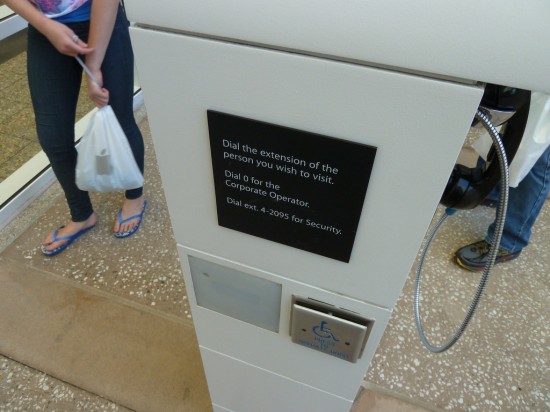 Dial the extension of the
person you wish to visit.
Dial 0 for the
Corporate Operator.
Dial ext. 4-2095 for Security.